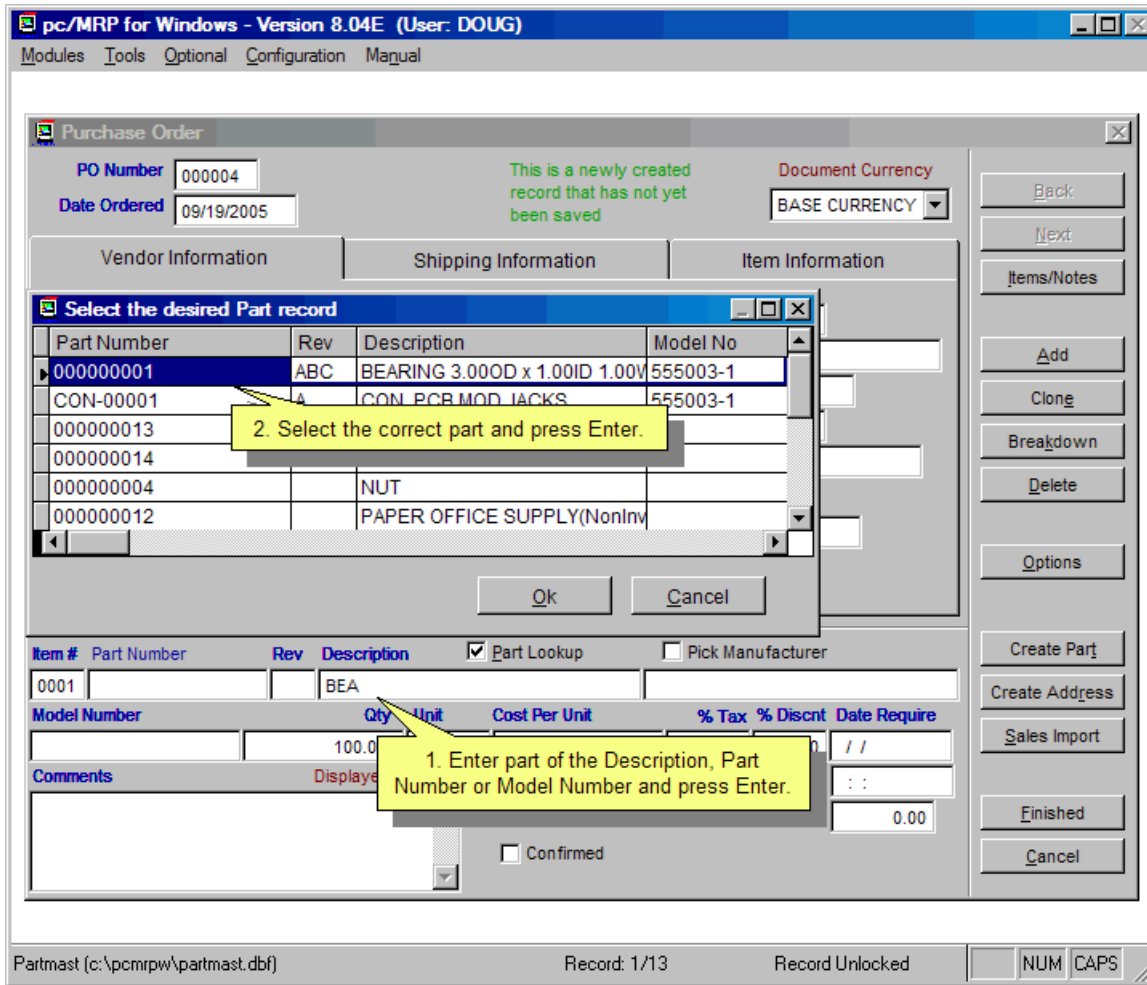 pc/MRP for Windows - Version 8.04E (User: DOUG)
Modules Tools Optional Configuration Manual
Purchase Order
PO Number 000004
Date Ordered 09/19/2005
This is a newly created
record that has not yet
been saved
Document Currency
BASE CURRENCY
Vendor Information Shipping Information Item Information
Select the desired Part record
Part Number Rev Description Model No
000000001 ABC BEARING 3.00OD x 1.00ID 1.00W 555003-1
CON-00001 A CON, PCB MOD JACKS 555003-1
000000013
000000014
000000004 NUT
000000012 PAPER OFFICE SUPPLY(NonInv
2. Select the correct part and press Enter.
Ok Cancel
Item # Part Number Rev Description Part Lookup Pick Manufacturer
0001 BEA
Model Number Qty Unit Cost Per Unit % Tax % Discnt Date Require
100.0 0 / /
Comments Displaye
1. Enter part of the Description, Part
Number or Model Number and press Enter.
: :
0.00
Confirmed
Back
Next
Items/Notes
Add
Clone
Breakdown
Delete
Options
Create Part
Create Address
Sales Import
Finished
Cancel
Partmast (c:\pcmrpw\partmast.dbf) Record: 1/13 Record Unlocked NUM CAPS